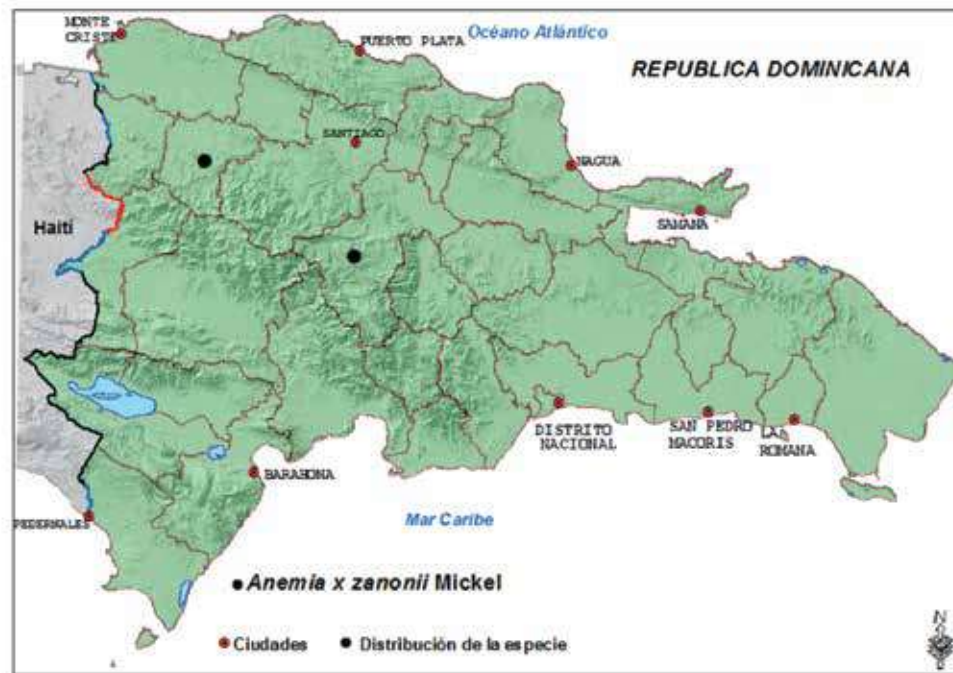 MONTE
CRISTI
PUERTO PLATA
Océano Atlántico
REPUBLICA DOMINICANA
SANTIAGO
NAGUA
SAMANA
Haití
DISTRITO
NACIONAL
SAN PEDRO
MACORIS
LA
ROMANA
BARAHONA
PEDERNALES
Mar Caribe
Anemia x zanonii Mickel
Ciudades
Distribución de la especie
N